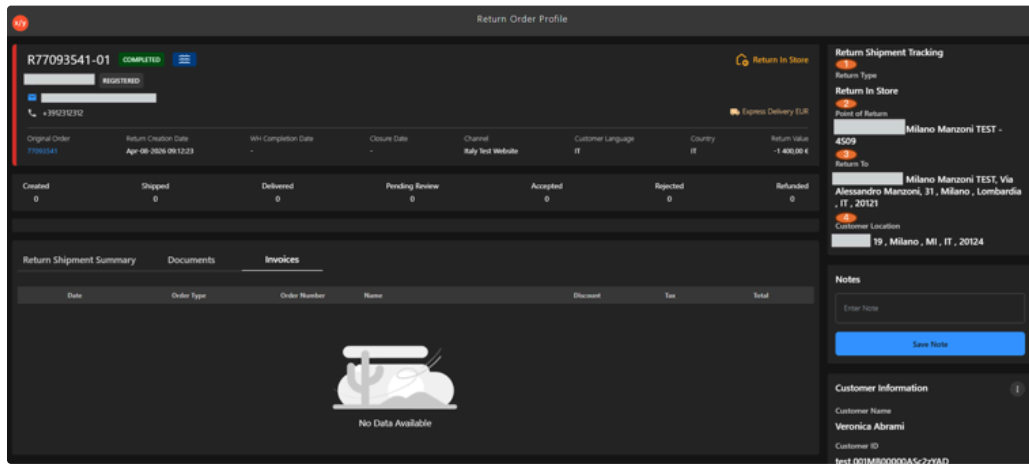 x/y
Return Order Profile
R77093541-01 COMPLETED
Return In Store
REGISTERED
+3912312312
Express Delivery EUR
Original Order Return Creation Date WH Completion Date Closure Date Channel Customer Language Country Return Value
77093541 Apr-08-2026 09:12:23 - - Italy Test Website IT IT -1 400,00 €
Created Shipped Delivered Pending Review Accepted Rejected Refunded
0 0 0 0 0 0 0
Return Shipment Summary Documents Invoices
Date Order Type Order Number Name Discount Tax Total
No Data Available
Return Shipment Tracking
1
Return Type
Return In Store
2
Point of Return
Milano Manzoni TEST -
4S09
3
Return To
Milano Manzoni TEST, Via
Alessandro Manzoni, 31 , Milano , Lombardia
, IT , 20121
4
Customer Location
19 , Milano , MI , IT , 20124
Notes
Enter Note
Save Note
Customer Information
Customer Name
Veronica Abrami
Customer ID